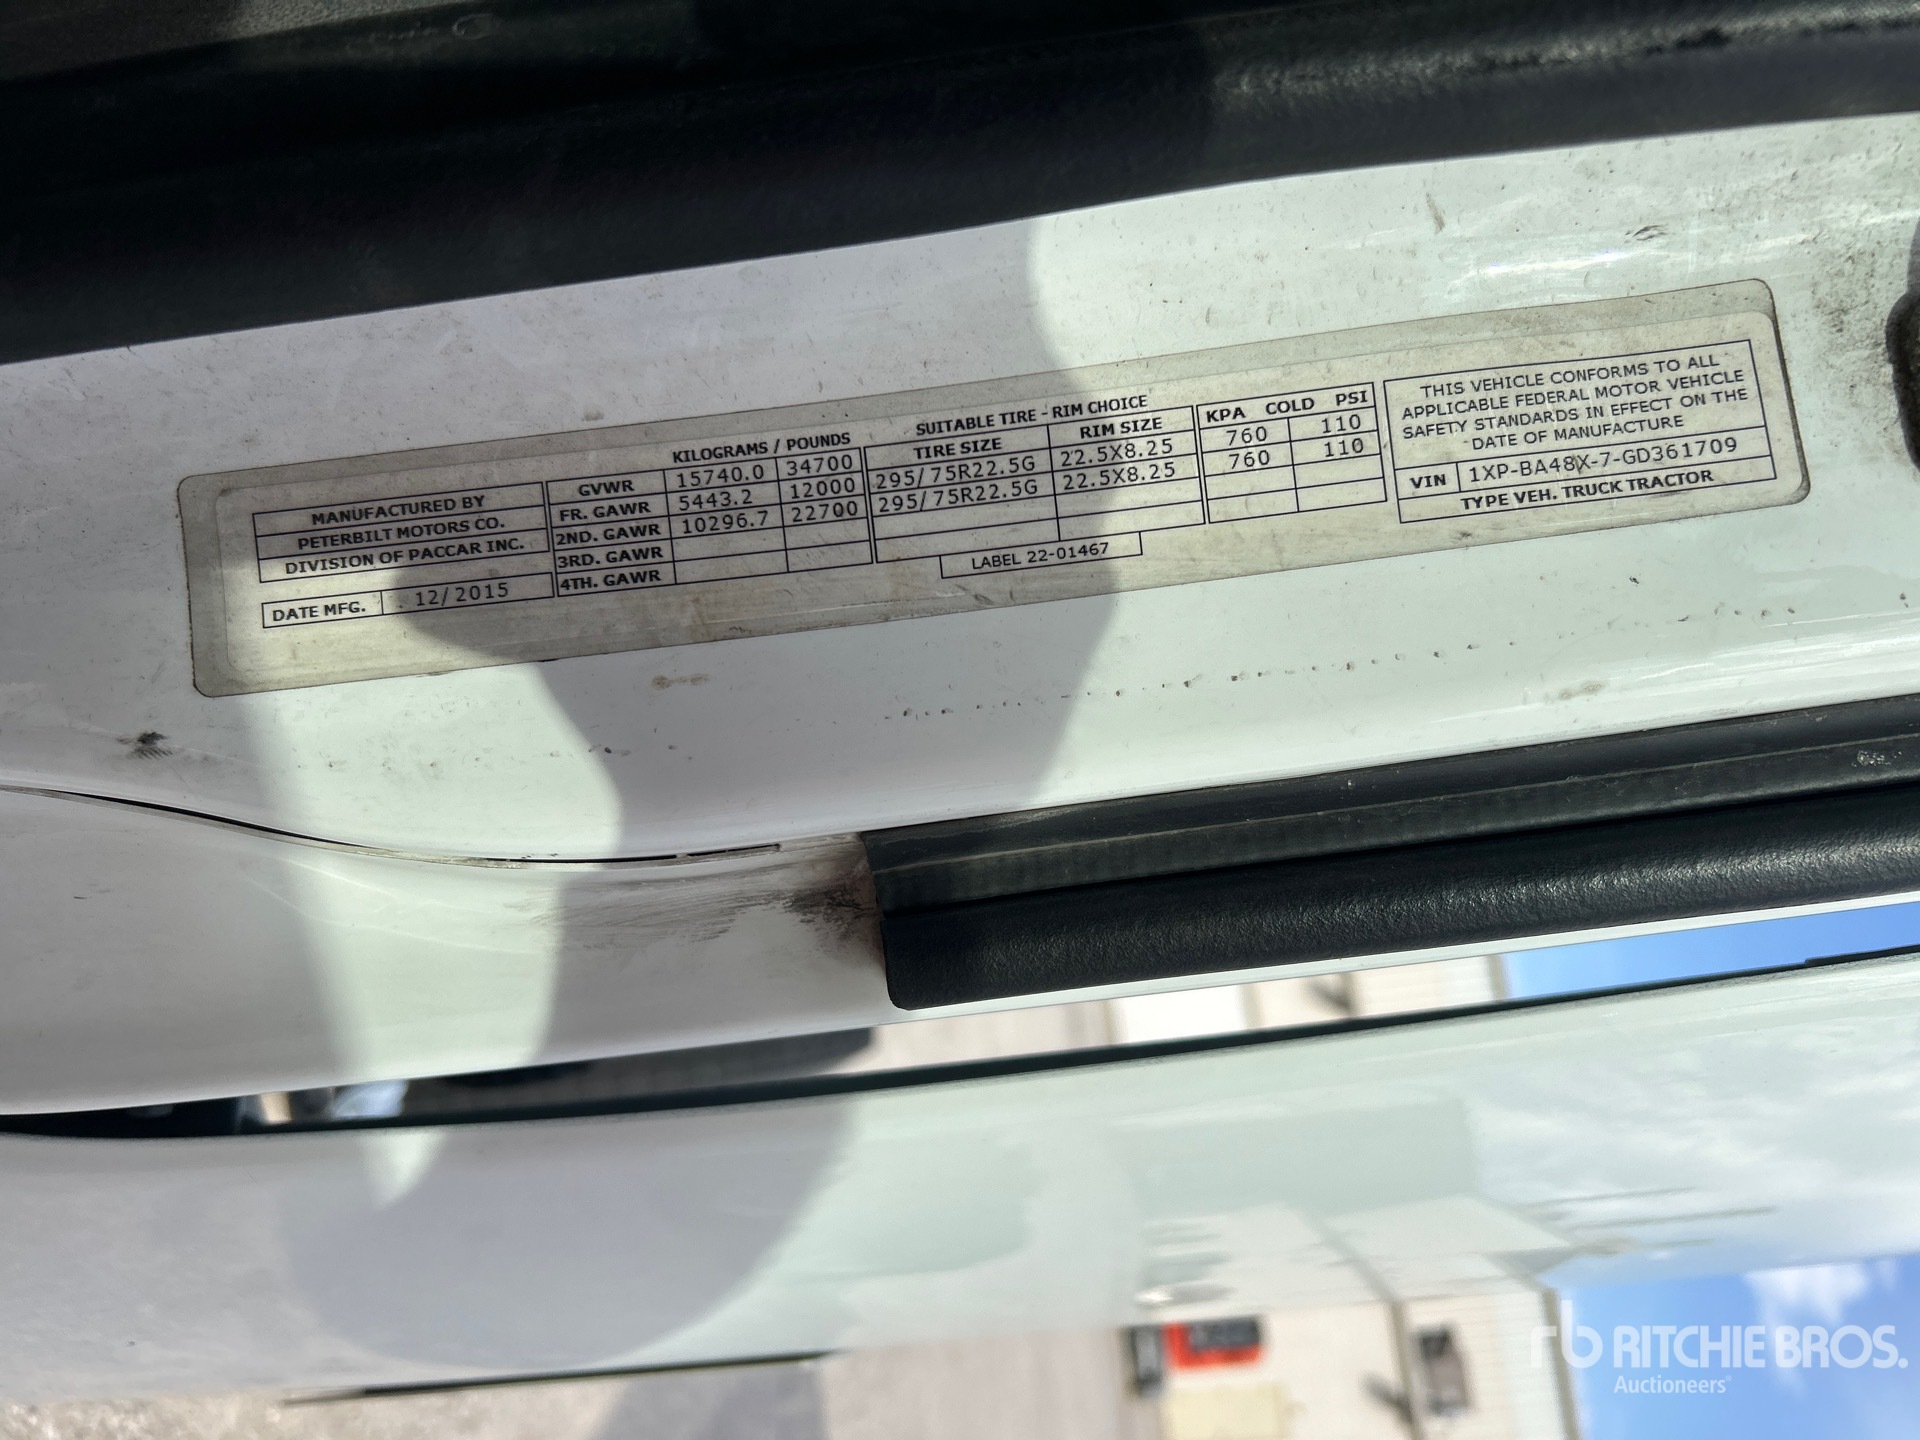 MANUFACTURED BY
PETERBILT MOTORS CO.
DIVISION OF PACCAR INC.
DATE MFG. 12/2015
KILOGRAMS / POUNDS
GVWR 15740.0 34700
FR. GAWR 5443.2 12000
2ND. GAWR 10296.7 22700
3RD. GAWR
4TH. GAWR
SUITABLE TIRE - RIM CHOICE
TIRE SIZE RIM SIZE
295/75R22.5G 22.5X8.25
295/75R22.5G 22.5X8.25
LABEL 22-01467
KPA COLD PSI
760 110
760 110
THIS VEHICLE CONFORMS TO ALL
APPLICABLE FEDERAL MOTOR VEHICLE
SAFETY STANDARDS IN EFFECT ON THE
DATE OF MANUFACTURE
VIN 1XP-BA48X-7-GD361709
TYPE VEH. TRUCK TRACTOR
rb RITCHIE BROS.
Auctioneers